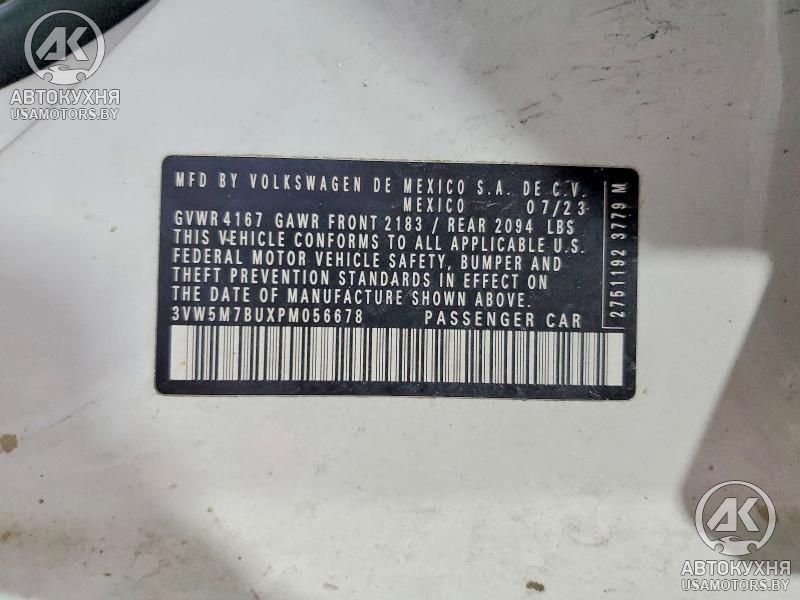 AK
АВТОКУХНЯ
USAMOTORS.BY
MFD BY VOLKSWAGEN DE MEXICO S.A. DE C.V.
MEXICO 07/23
GVWR 4167 GAWR FRONT 2183 / REAR 2094 LBS
THIS VEHICLE CONFORMS TO ALL APPLICABLE U.S.
FEDERAL MOTOR VEHICLE SAFETY, BUMPER AND
THEFT PREVENTION STANDARDS IN EFFECT ON
THE DATE OF MANUFACTURE SHOWN ABOVE.
3VW5M7BUXPM056678 PASSENGER CAR
2751192 3779 M
AK
АВТОКУХНЯ
USAMOTORS.BY